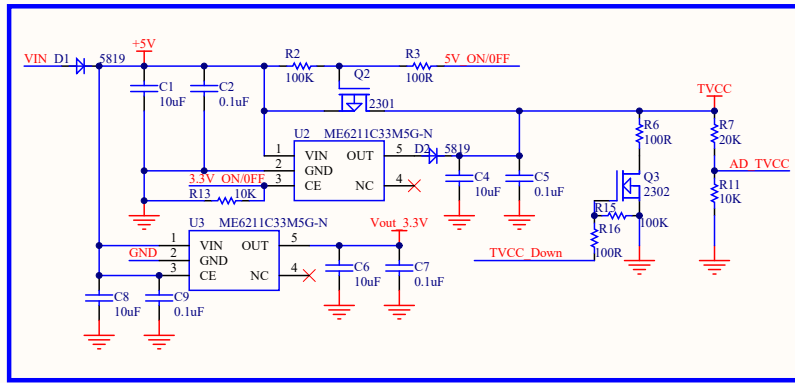 +5V
VIN D1 5819
R2
100K
R3
100R
5V_ON/0FF
Q2
2301
C1
10uF
C2
0.1uF
TVCC
U2 ME6211C33M5G-N
1 VIN OUT 5
2 GND
3 CE NC 4
D2 5819
3.3V_ON/0FF
R13 10K
C4
10uF
C5
0.1uF
R6
100R
R7
20K
AD_TVCC
Q3
2302
R11
10K
R15
100K
R16
100R
TVCC_Down
U3 ME6211C33M5G-N
1 VIN OUT 5
GND 2 GND
3 CE NC 4
Vout_3.3V
C6
10uF
C7
0.1uF
C8
10uF
C9
0.1uF